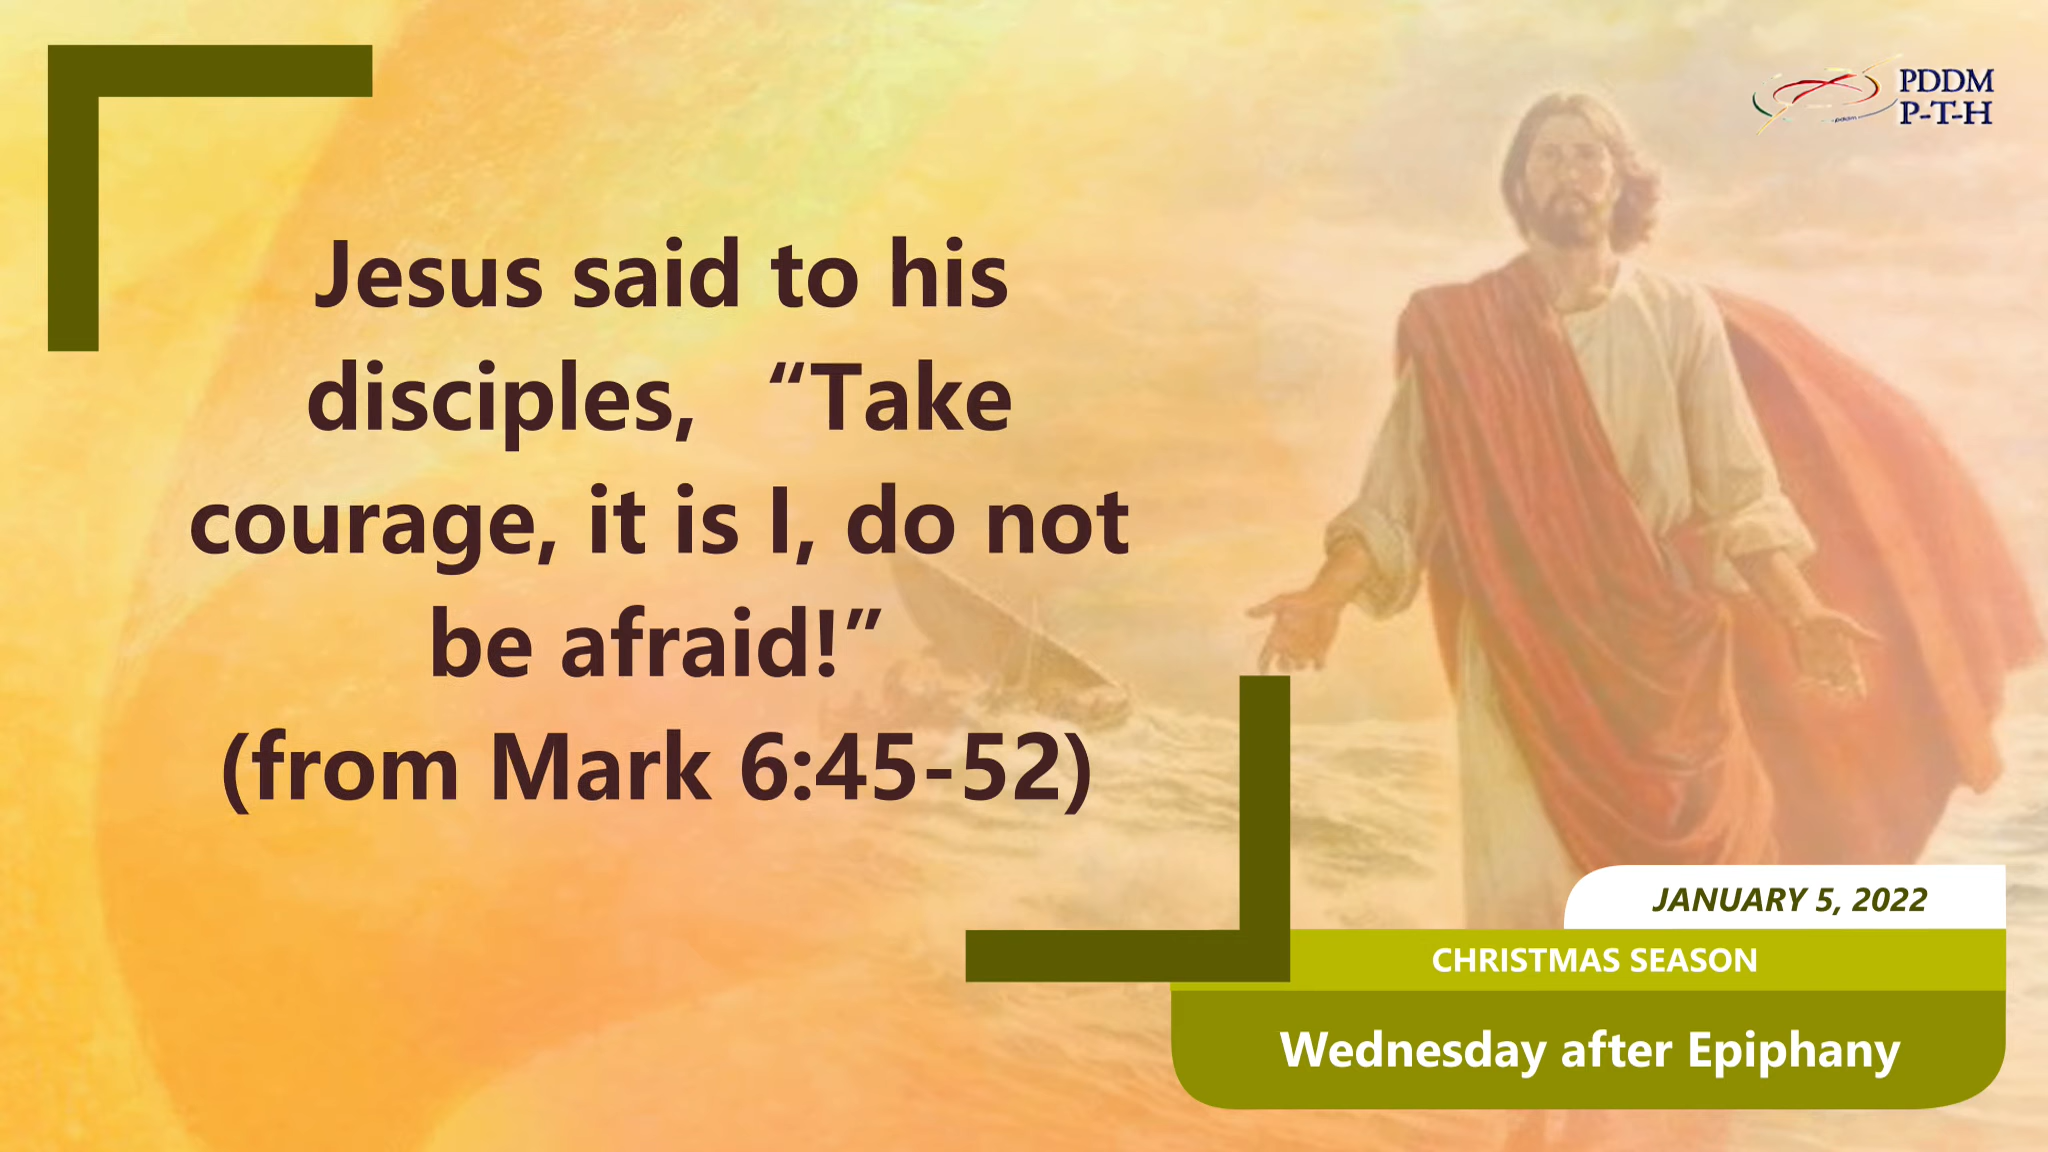 PDDM
P-T-H
pddm
Jesus said to his
disciples,   “Take
courage, it is I, do not
be afraid!”
(from Mark 6:45-52)
JANUARY 5, 2022
CHRISTMAS SEASON
Wednesday after Epiphany